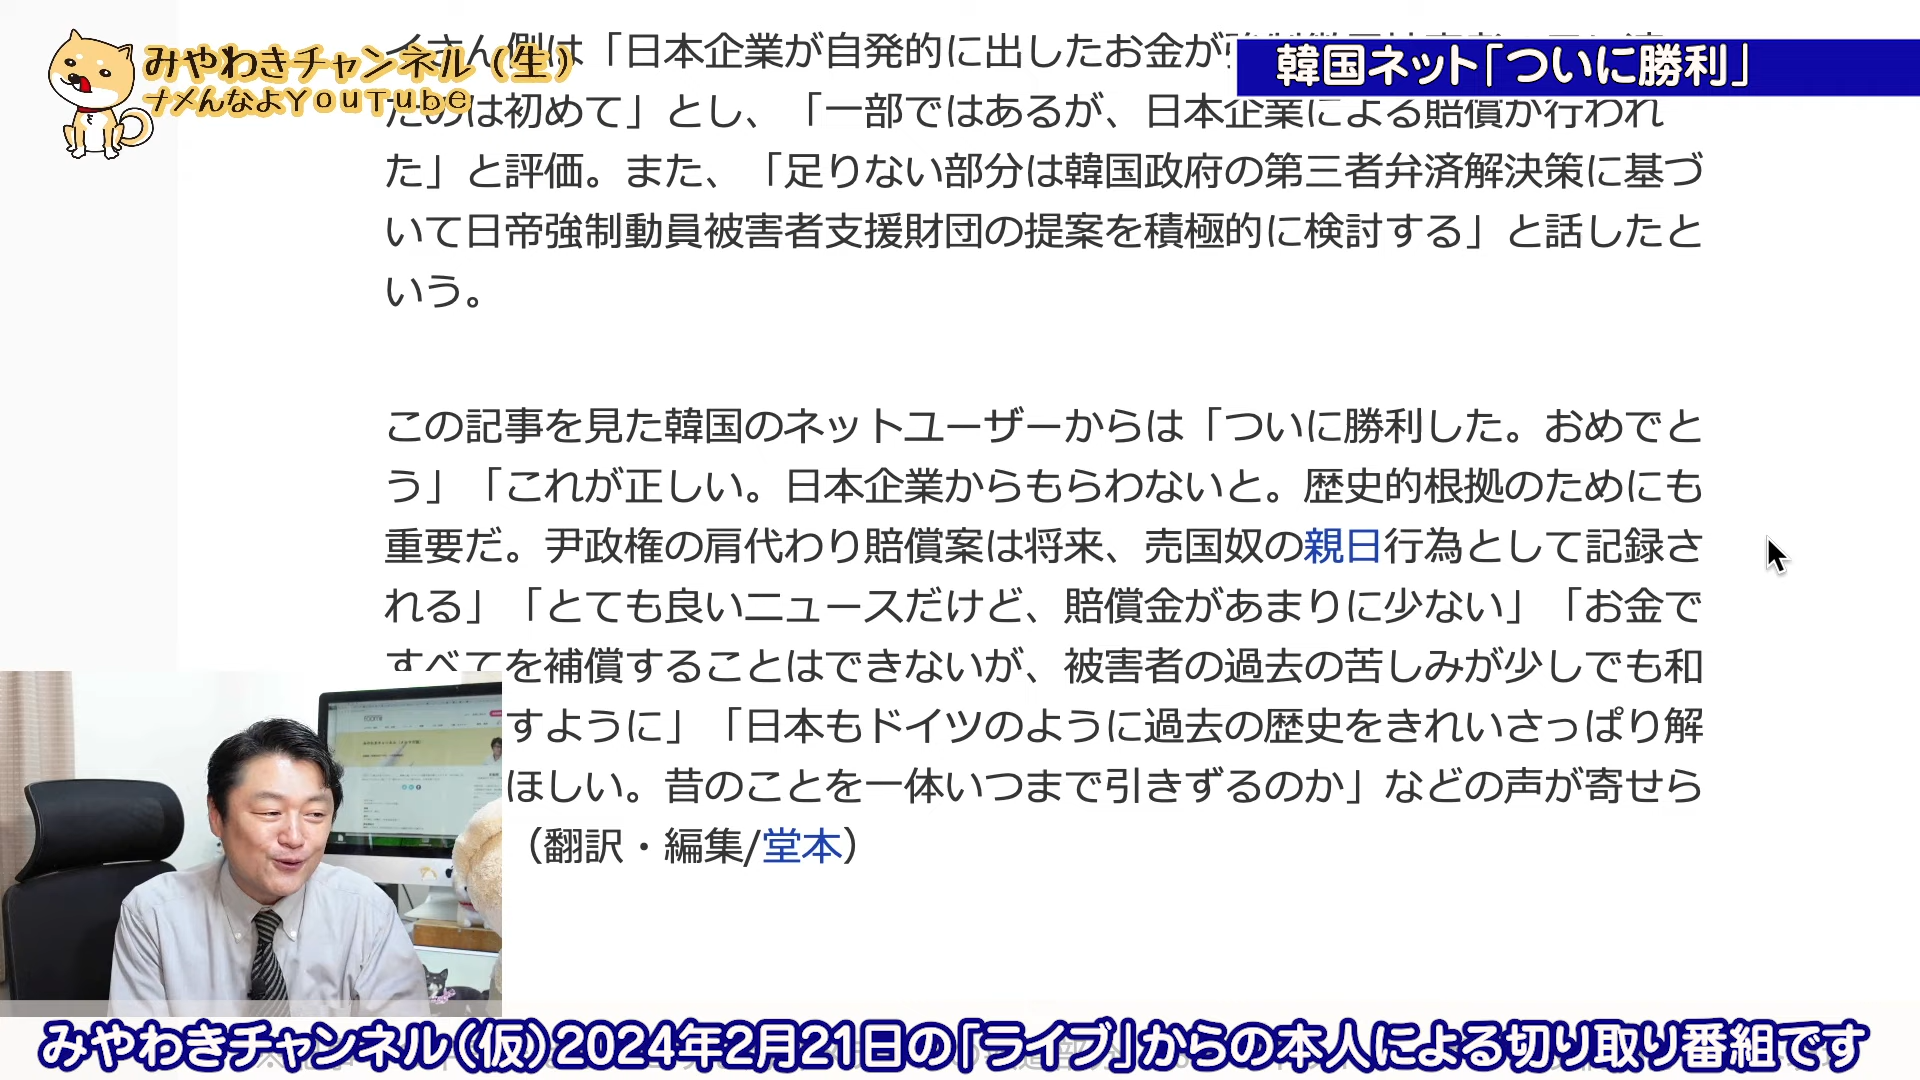 みやわきチャンネル（生）
ナメんなよYouTube
韓国ネット「ついに勝利」
イさん側は「日本企業が自発的に出したお金が
たのは初めて」とし、「一部ではあるが、日本企業による賠償が行われ
た」と評価。また、「足りない部分は韓国政府の第三者弁済解決策に基づ
いて日帝強制動員被害者支援財団の提案を積極的に検討する」と話したと
いう。
この記事を見た韓国のネットユーザーからは「ついに勝利した。おめでと
う」「これが正しい。日本企業からもらわないと。歴史的根拠のためにも
重要だ。尹政権の肩代わり賠償案は将来、売国奴の親日行為として記録さ
れる」「とても良いニュースだけど、賠償金があまりに少ない」「お金で
すべてを補償することはできないが、被害者の過去の苦しみが少しでも和
すように」「日本もドイツのように過去の歴史をきれいさっぱり解
ほしい。昔のことを一体いつまで引きずるのか」などの声が寄せら
（翻訳・編集/堂本）
みやわきチャンネル（仮）2024年2月21日の「ライブ」からの本人による切り取り番組です